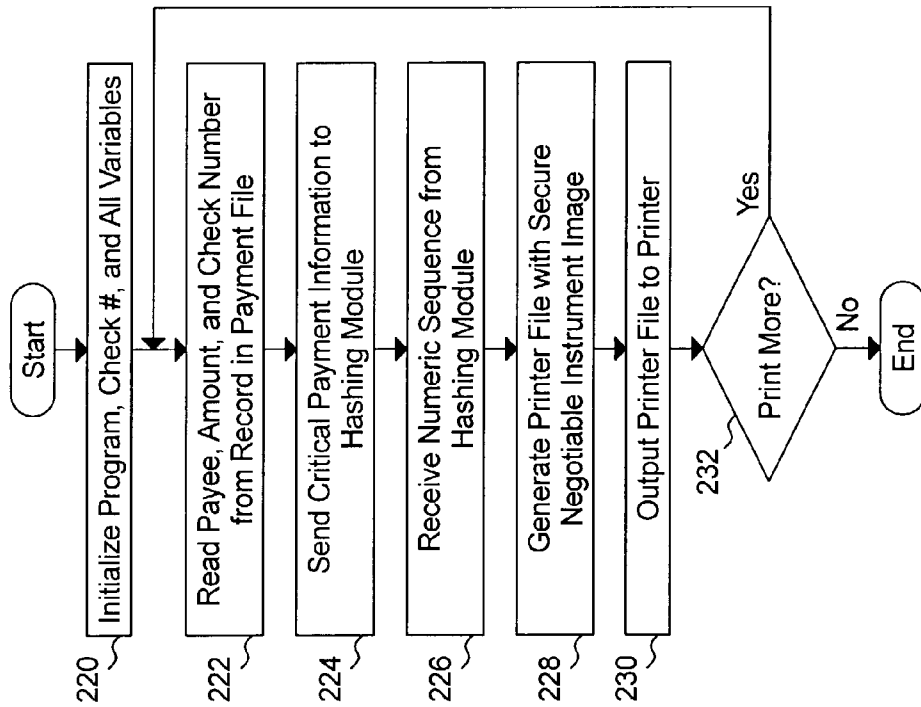 Start
Initialize Program, Check #, and All Variables
220
Read Payee, Amount, and Check Number
from Record in Payment File
222
Send Critical Payment Information to
Hashing Module
224
Receive Numeric Sequence from
Hashing Module
226
Generate Printer File with Secure
Negotiable Instrument Image
228
Output Printer File to Printer
230
Print More?
232
Yes
No
End